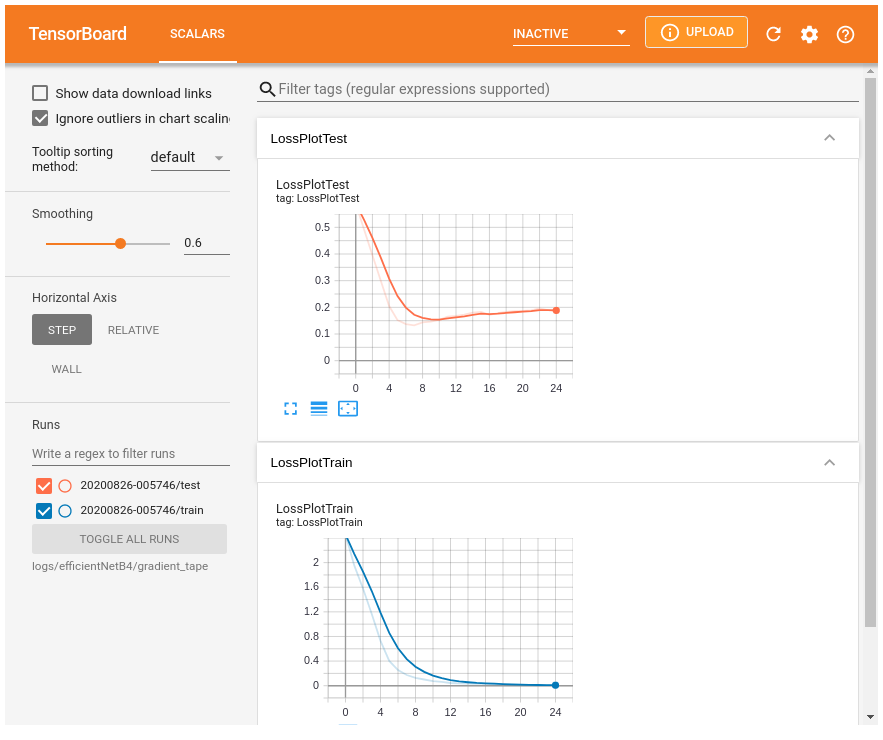 TensorBoard
SCALARS
INACTIVE
UPLOAD
Show data download links
Ignore outliers in chart scalin
Tooltip sorting
method:
default
Smoothing
0.6
Horizontal Axis
STEP
RELATIVE
WALL
Runs
Write a regex to filter runs
20200826-005746/test
20200826-005746/train
TOGGLE ALL RUNS
logs/efficientNetB4/gradient_tape
Filter tags (regular expressions supported)
LossPlotTest
LossPlotTest
tag: LossPlotTest
0.5
0.4
0.3
0.2
0.1
0
0 4 8 12 16 20 24
LossPlotTrain
LossPlotTrain
tag: LossPlotTrain
2
1.6
1.2
0.8
0.4
0
0 4 8 12 16 20 24